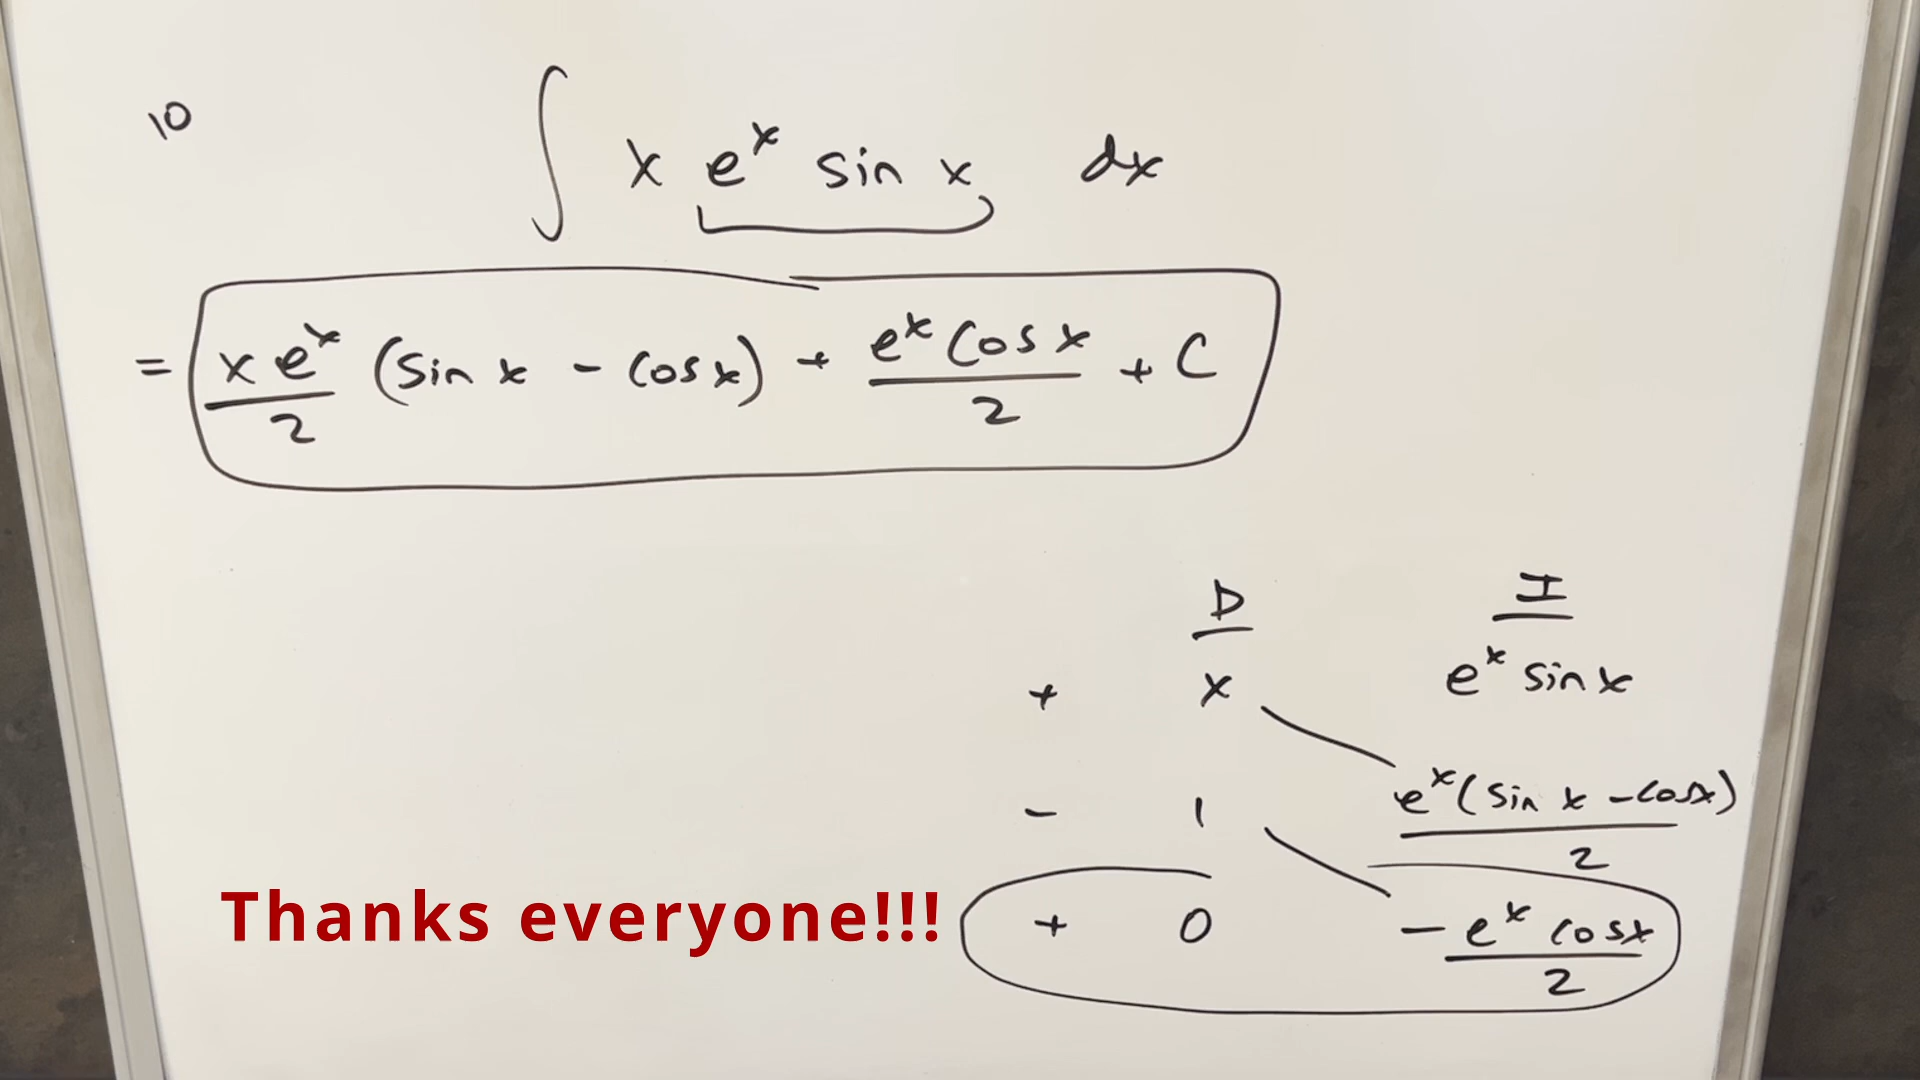 10
∫ x e^x sin x dx
= x e^x / 2 (sin x - cos x) + e^x cos x / 2 + C
D I
+ x e^x sin x
- 1 e^x (sin x - cos x) / 2
+ 0 - e^x cos x / 2
Thanks everyone!!!